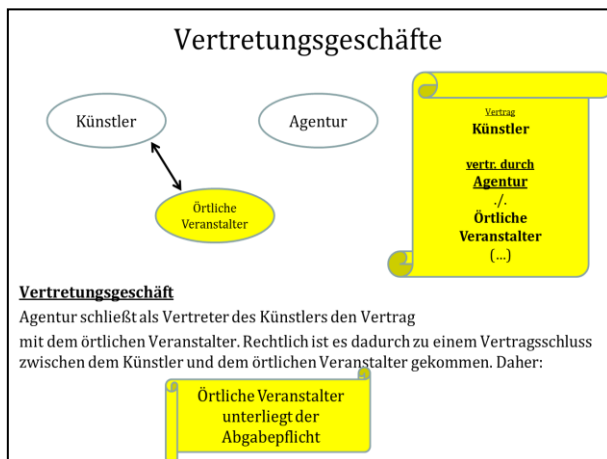 Vertretungsgeschäfte
Künstler
Agentur
Örtliche
Veranstalter
Vertrag
Künstler
vertr. durch
Agentur
./.
Örtliche
Veranstalter
(...)
Vertretungsgeschäft
Agentur schließt als Vertreter des Künstlers den Vertrag
mit dem örtlichen Veranstalter. Rechtlich ist es dadurch zu einem Vertragsschluss
zwischen dem Künstler und dem örtlichen Veranstalter gekommen. Daher:
Örtliche Veranstalter
unterliegt der
Abgabepflicht